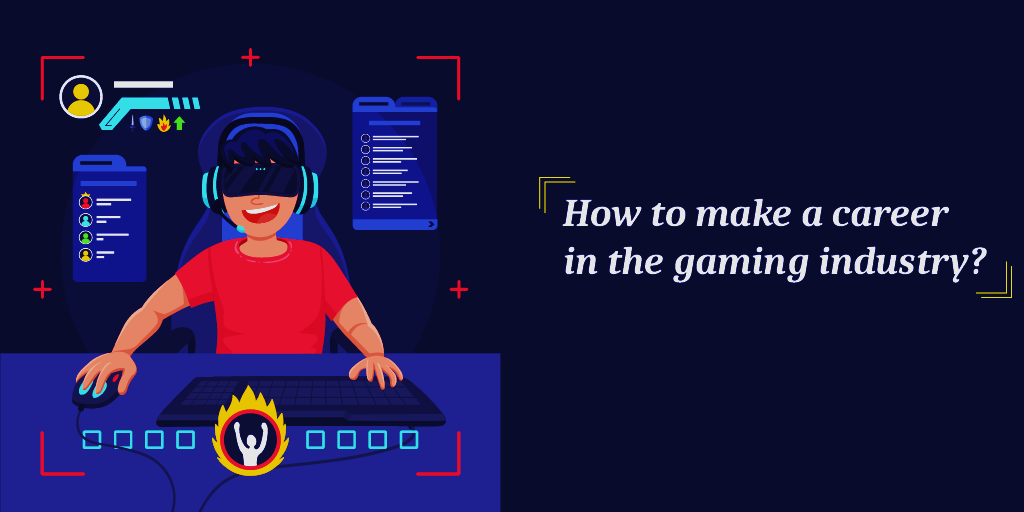 How to make a career
in the gaming industry?